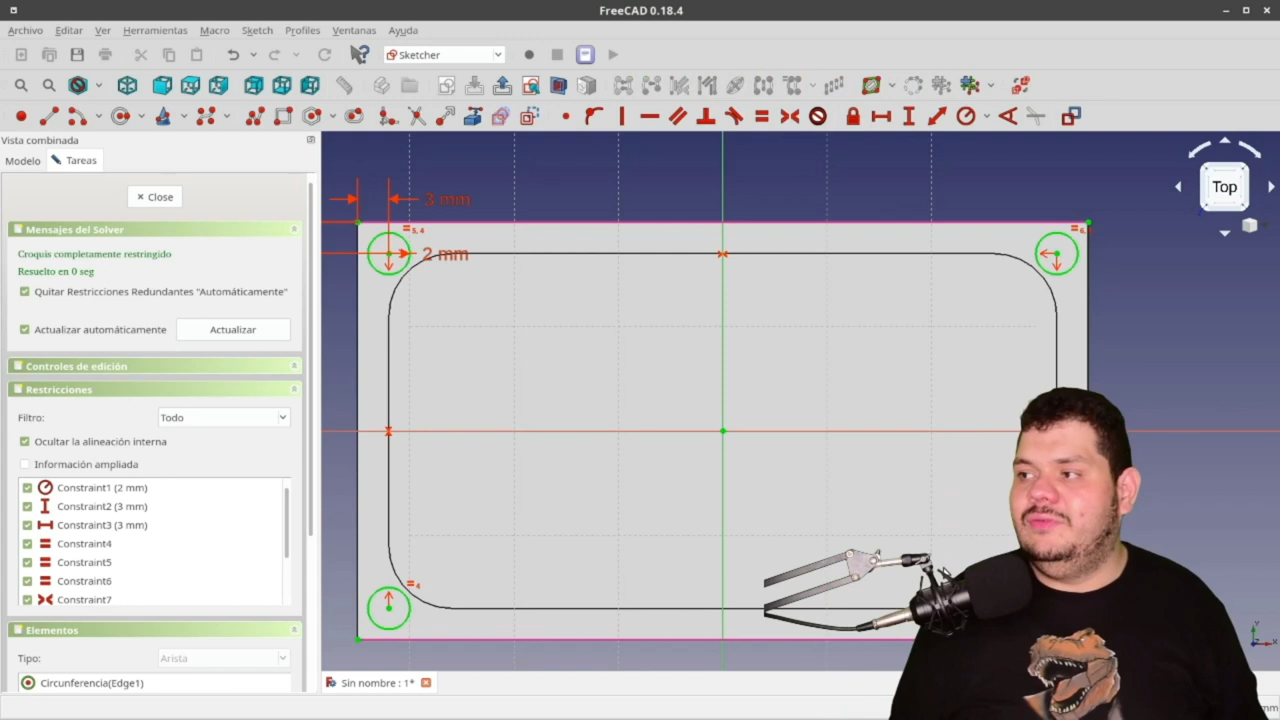 FreeCAD 0.18.4
Archivo Editar Ver Herramientas Macro Sketch Profiles Ventanas Ayuda
Sketcher
Vista combinada
Modelo Tareas
Close
Mensajes del Solver
Croquis completamente restringido
Resuelto en 0 seg
Quitar Restricciones Redundantes "Automáticamente"
Actualizar automáticamente Actualizar
Controles de edición
Restricciones
Filtro: Todo
Ocultar la alineación interna
Información ampliada
Constraint1 (2 mm)
Constraint2 (3 mm)
Constraint3 (3 mm)
Constraint4
Constraint5
Constraint6
Constraint7
Elementos
Tipo: Arista
Circunferencia(Edge1)
3 mm
5, 4
2 mm
4
Top
Sin nombre : 1*